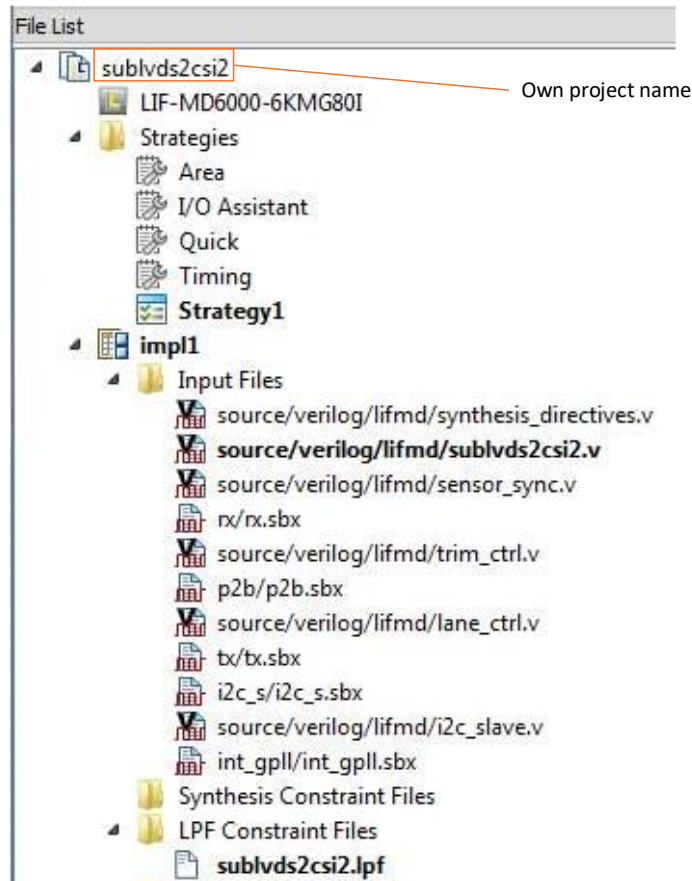 File List
sublvds2csi2
Own project name
LIF-MD6000-6KMG80I
Strategies
Area
I/O Assistant
Quick
Timing
Strategy1
impl1
Input Files
source/verilog/lifmd/synthesis_directives.v
source/verilog/lifmd/sublvds2csi2.v
source/verilog/lifmd/sensor_sync.v
rx/rx.sbx
source/verilog/lifmd/trim_ctrl.v
p2b/p2b.sbx
source/verilog/lifmd/lane_ctrl.v
tx/tx.sbx
i2c_s/i2c_s.sbx
source/verilog/lifmd/i2c_slave.v
int_gpll/int_gpll.sbx
Synthesis Constraint Files
LPF Constraint Files
sublvds2csi2.lpf